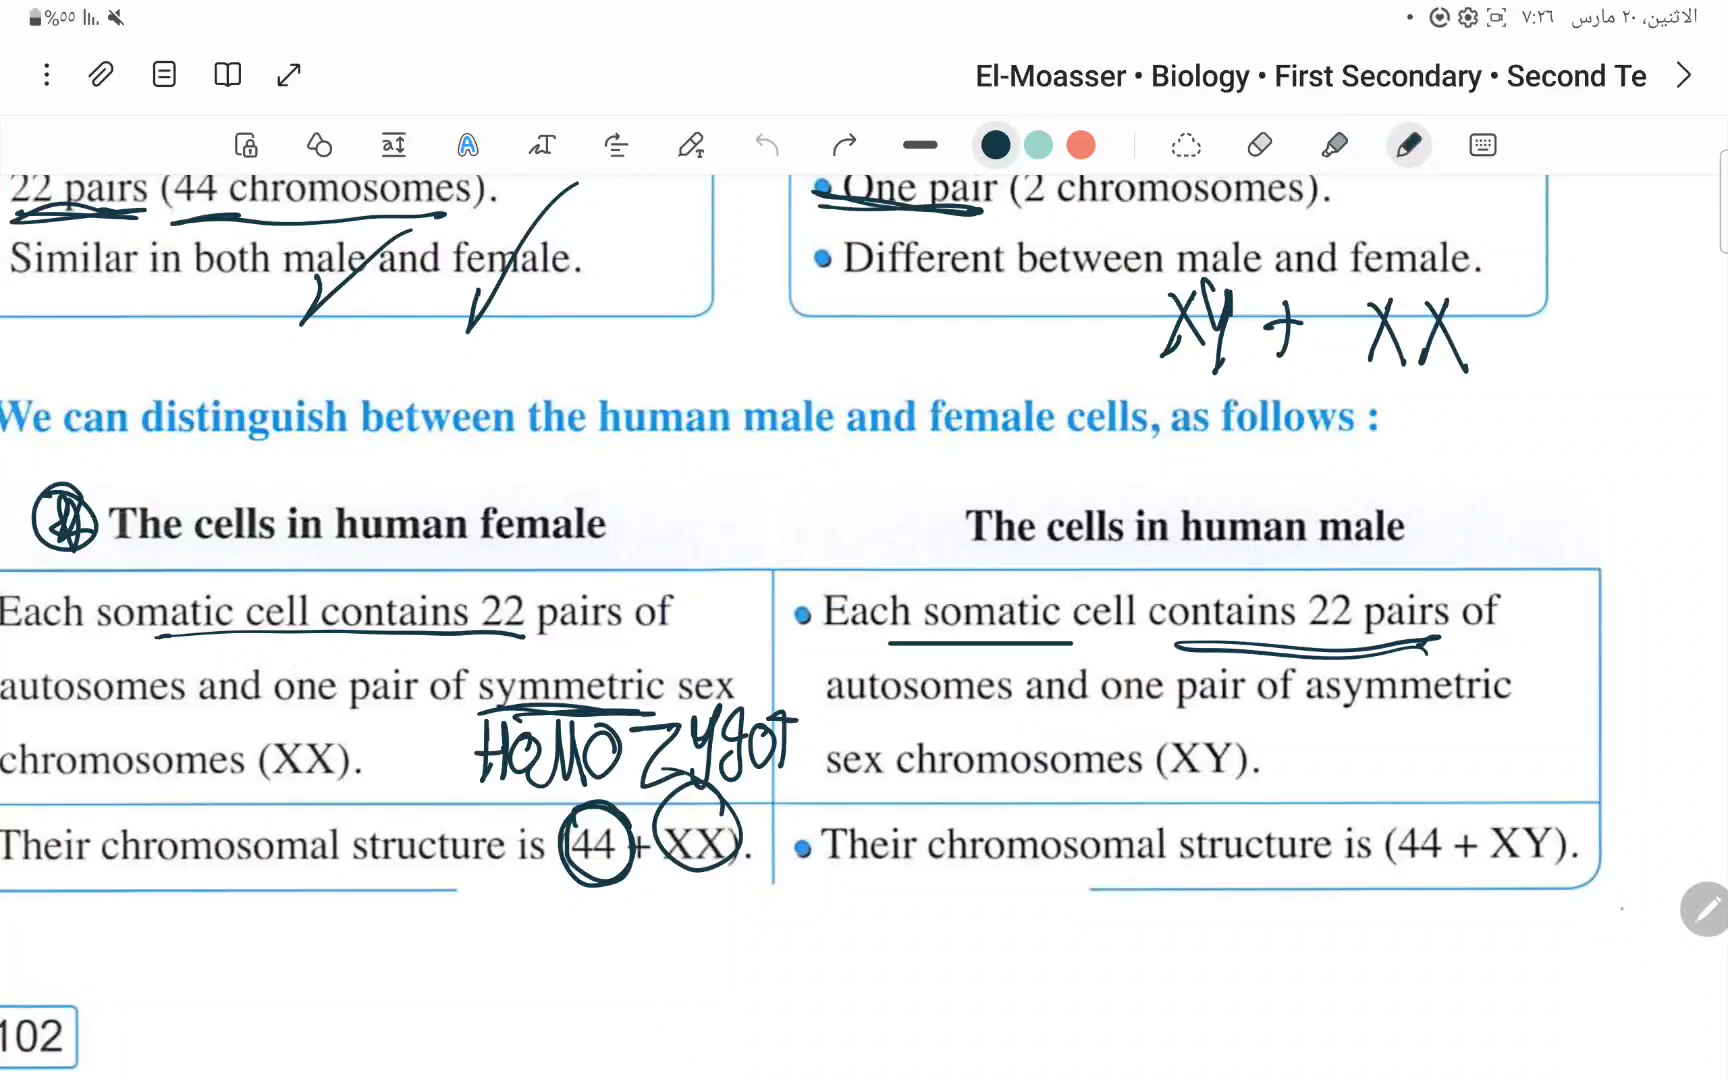 %٥٥
الاثنين، ٢٠ مارس ٧:٢٦
El-Moasser • Biology • First Secondary • Second Te
22 pairs (44 chromosomes).
Similar in both male and female.
• One pair (2 chromosomes).
• Different between male and female.
XY + XX
We can distinguish between the human male and female cells, as follows :
The cells in human female
The cells in human male
Each somatic cell contains 22 pairs of
autosomes and one pair of symmetric sex
chromosomes (XX).
HOMO ZYgot
• Each somatic cell contains 22 pairs of
autosomes and one pair of asymmetric
sex chromosomes (XY).
Their chromosomal structure is (44 + XX).
• Their chromosomal structure is (44 + XY).
102